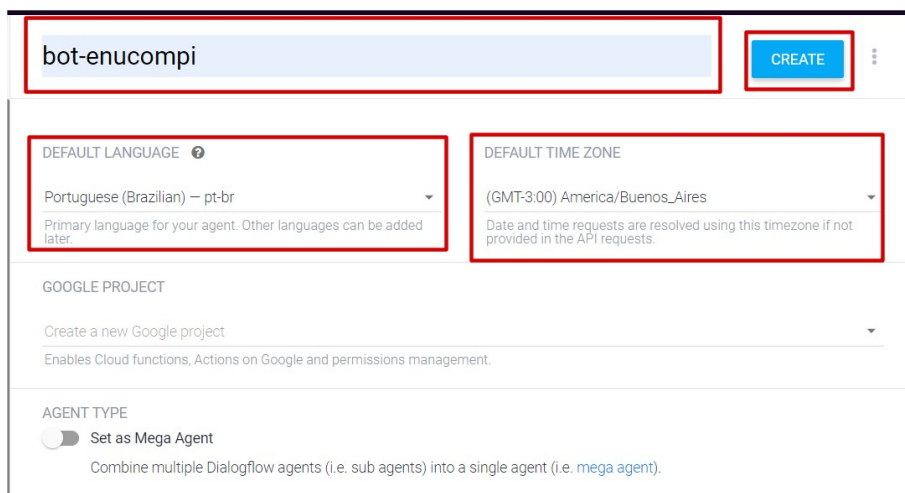 bot-enucompi
CREATE
DEFAULT LANGUAGE ?
DEFAULT TIME ZONE
Portuguese (Brazilian) — pt-br
(GMT-3:00) America/Buenos_Aires
Primary language for your agent. Other languages can be added
later.
Date and time requests are resolved using this timezone if not
provided in the API requests.
GOOGLE PROJECT
Create a new Google project
Enables Cloud functions, Actions on Google and permissions management.
AGENT TYPE
Set as Mega Agent
Combine multiple Dialogflow agents (i.e. sub agents) into a single agent (i.e. mega agent).